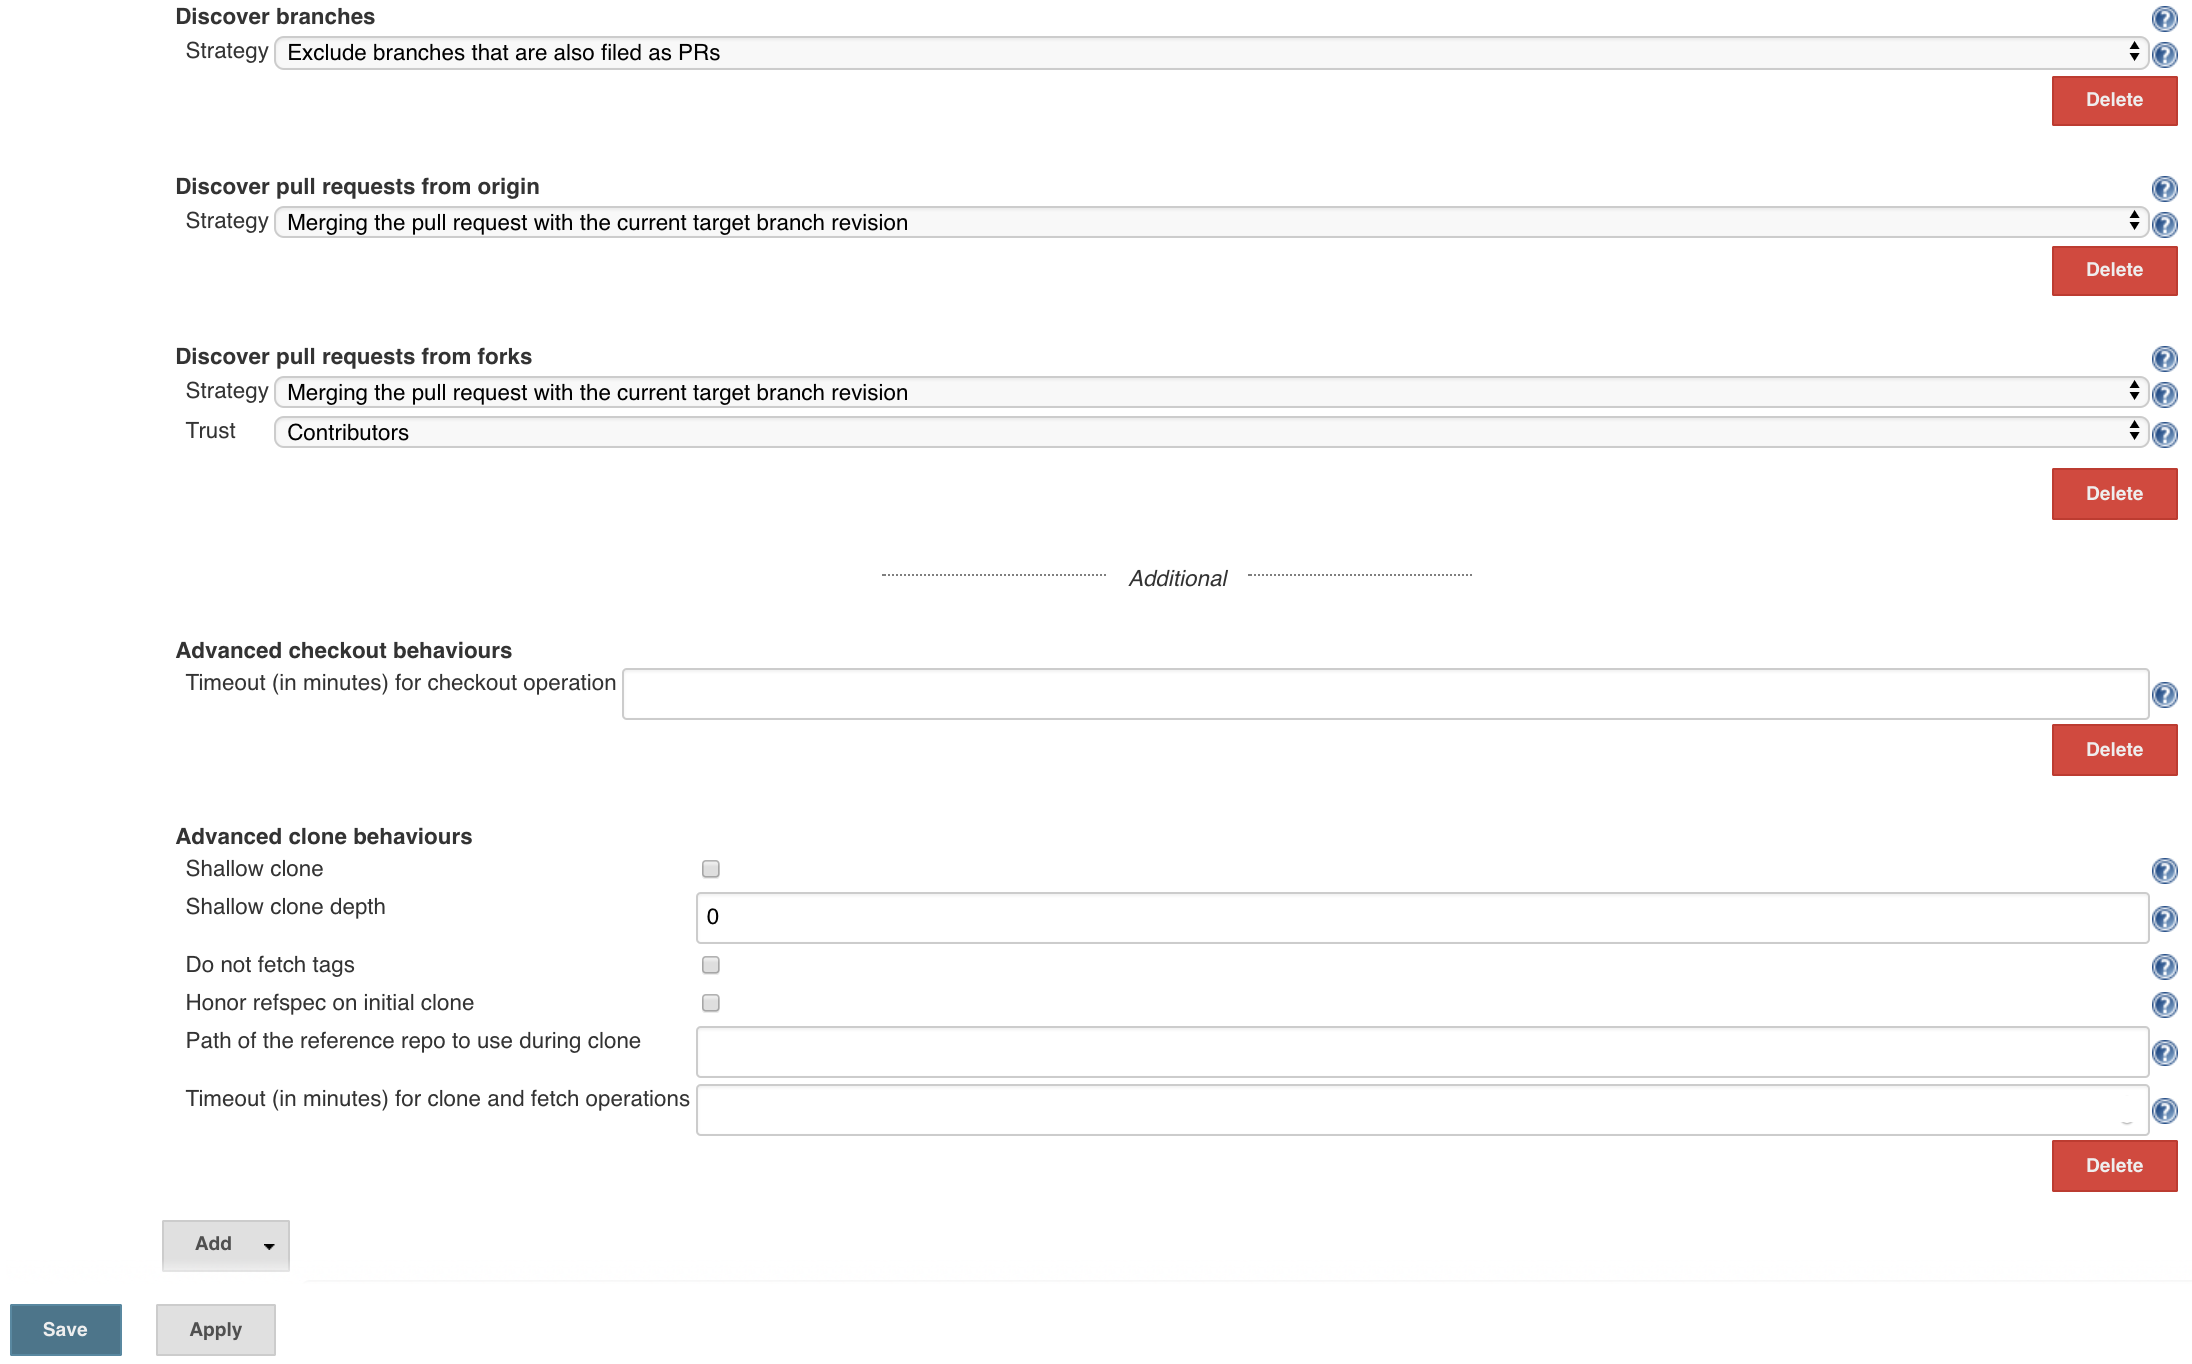 Discover branches
Strategy Exclude branches that are also filed as PRs
Delete
Discover pull requests from origin
Strategy Merging the pull request with the current target branch revision
Delete
Discover pull requests from forks
Strategy Merging the pull request with the current target branch revision
Trust Contributors
Delete
Additional
Advanced checkout behaviours
Timeout (in minutes) for checkout operation
Delete
Advanced clone behaviours
Shallow clone
Shallow clone depth 0
Do not fetch tags
Honor refspec on initial clone
Path of the reference repo to use during clone
Timeout (in minutes) for clone and fetch operations
Delete
Add
Save Apply